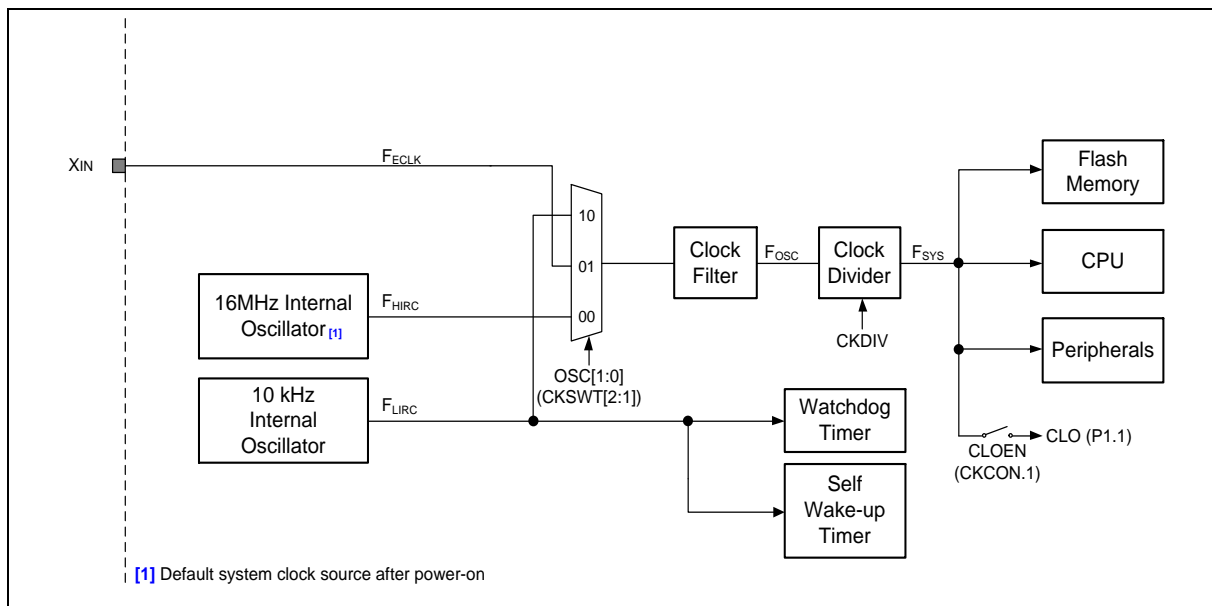 XIN
FECLK
10
01
00
16MHz Internal
Oscillator [1]
FHIRC
10 kHz
Internal
Oscillator
FLIRC
OSC[1:0]
(CKSWT[2:1])
Clock
Filter
FOSC
Clock
Divider
CKDIV
FSYS
Flash
Memory
CPU
Peripherals
CLOEN
(CKCON.1)
CLO (P1.1)
Watchdog
Timer
Self
Wake-up
Timer
[1] Default system clock source after power-on